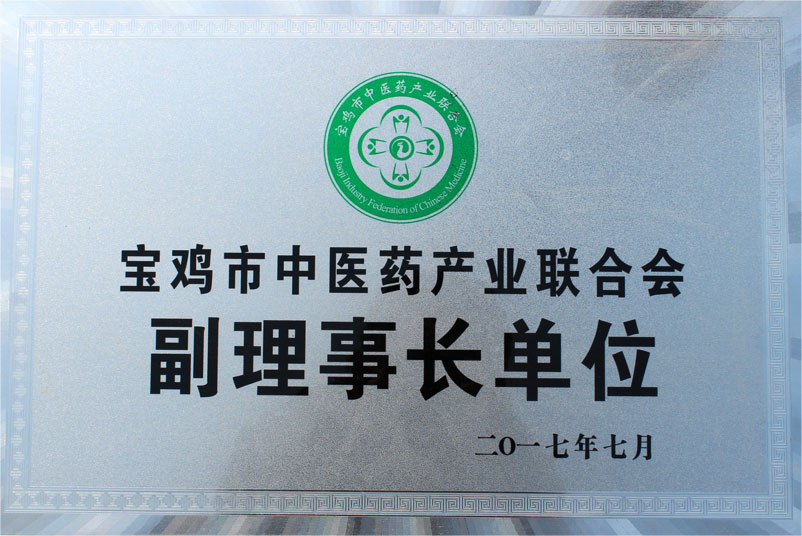 宝鸡市中医药产业联合会
Baoji Industry Federation of Chinese Medicine
宝鸡市中医药产业联合会
副理事长单位
二〇一七年七月